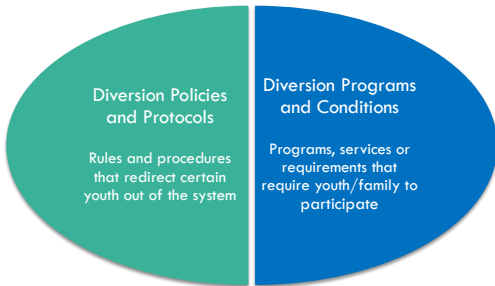 Diversion Policies
and Protocols
Rules and procedures
that redirect certain
youth out of the system
Diversion Programs
and Conditions
Programs, services or
requirements that
require youth/family to
participate